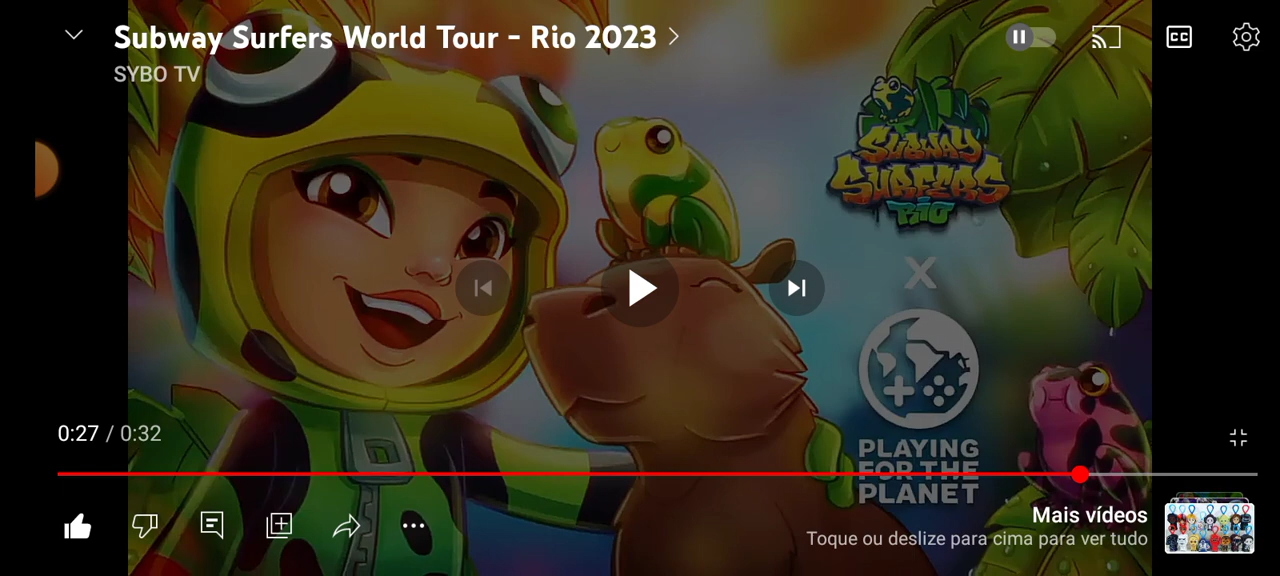 Subway Surfers World Tour - Rio 2023
SYBO TV
CC
SUBWAY
SURFERS
RIO
X
PLAYING
FOR THE
PLANET
0:27 / 0:32
Mais vídeos
Toque ou deslize para cima para ver tudo